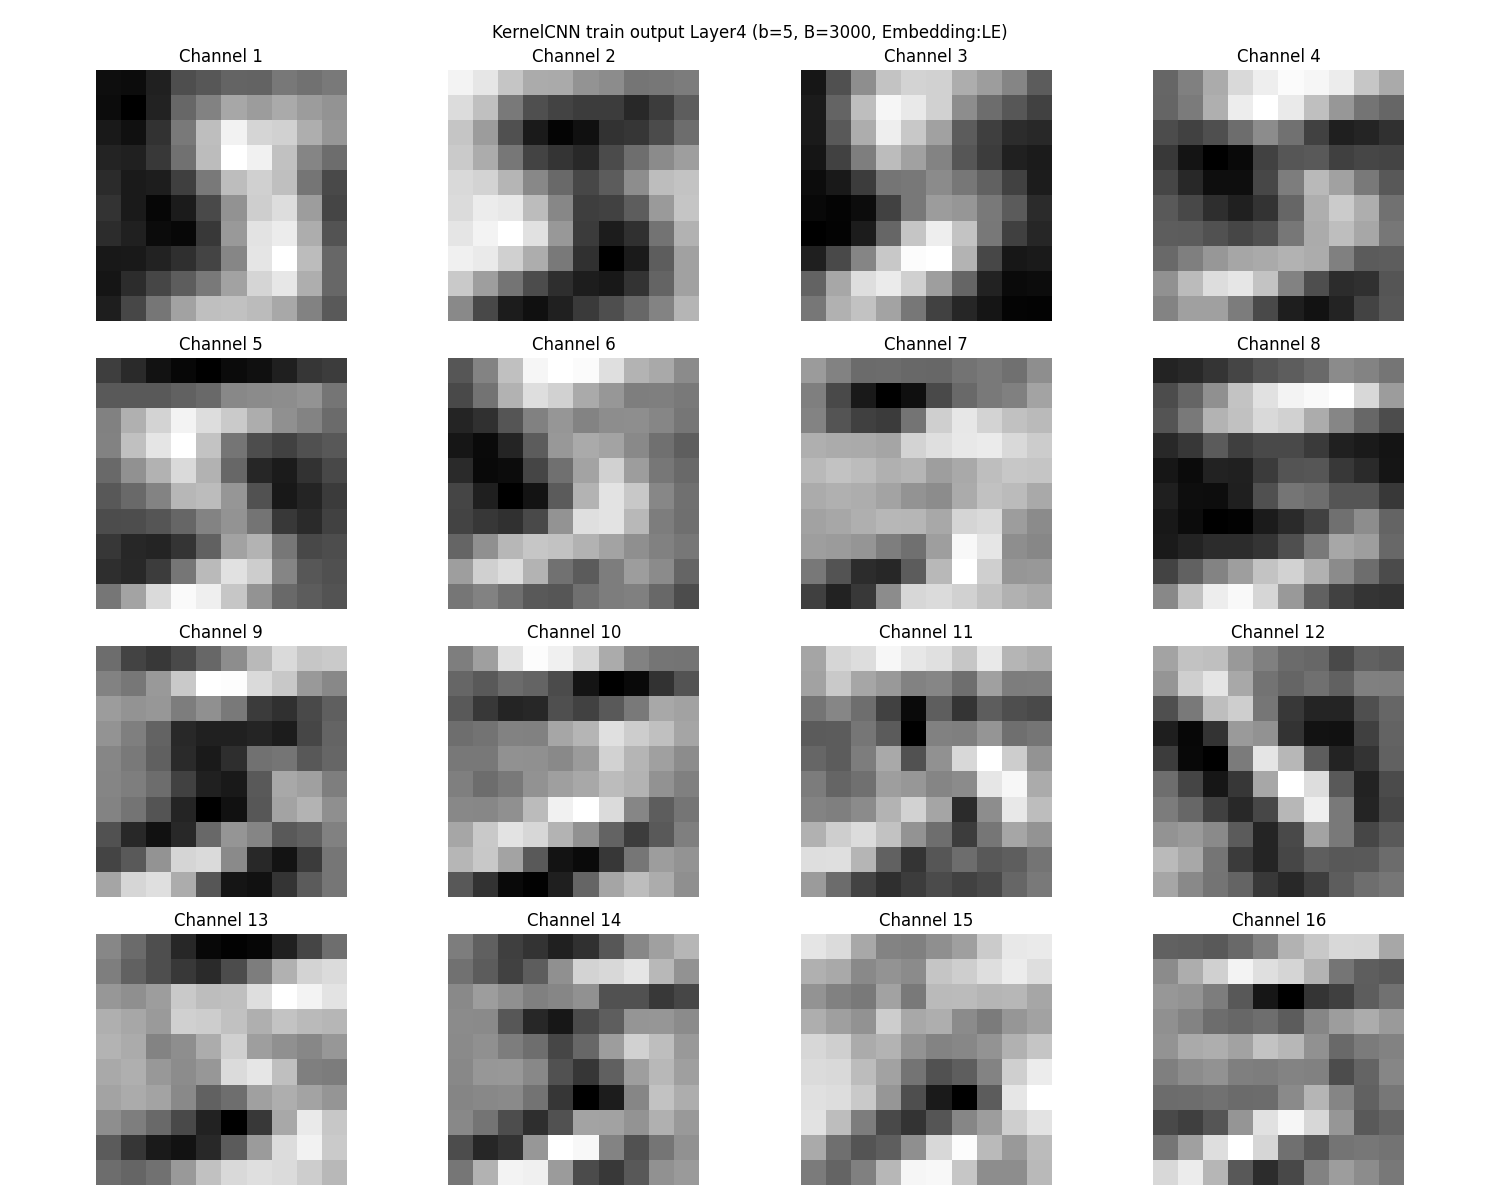 KernelCNN train output Layer4 (b=5, B=3000, Embedding:LE)
Channel 1
Channel 2
Channel 3
Channel 4
Channel 5
Channel 6
Channel 7
Channel 8
Channel 9
Channel 10
Channel 11
Channel 12
Channel 13
Channel 14
Channel 15
Channel 16